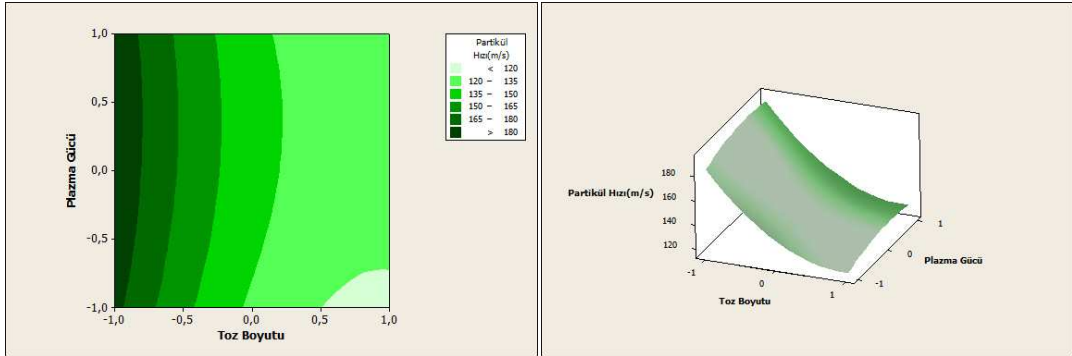 1,0
0,5
0,0
-0,5
-1,0
Plazma Gücü
-1,0 -0,5 0,0 0,5 1,0
Toz Boyutu
Partikül
Hızı(m/s)
< 120
120 – 135
135 – 150
150 – 165
165 – 180
> 180
180
160
140
120
Partikül Hızı(m/s)
-1 0 1
Toz Boyutu
-1 0 1
Plazma Gücü